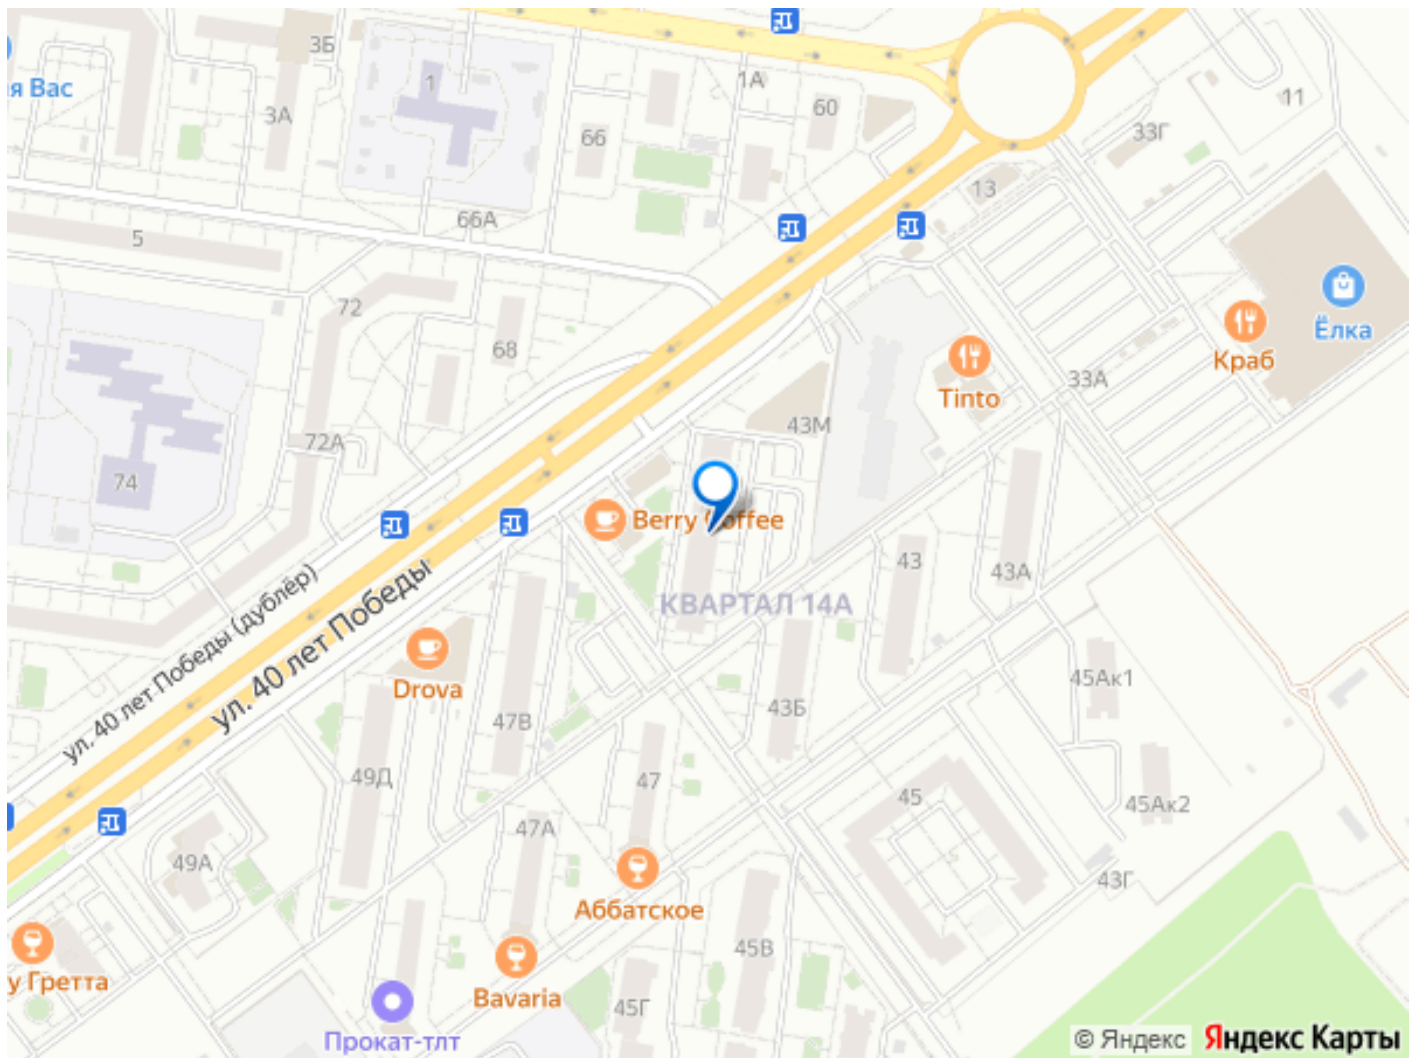 3Б
1
1А
я Вас
11
3А
60
66
33Г
13
66А
5
72
Ёлка
68
Краб
33А
Tinto
43М
72А
74
Berry Coffee
43
43А
КВАРТАЛ 14А
ул. 40 лет Победы (дублёр)
ул. 40 лет Победы
45Ак1
Drova
43Б
47В
49Д
47
45
45Ак2
47А
49А
43Г
Аббатское
45В
у Гретта
Bavaria
45Г
Прокат-тлт
© Яндекс Яндекс Карты